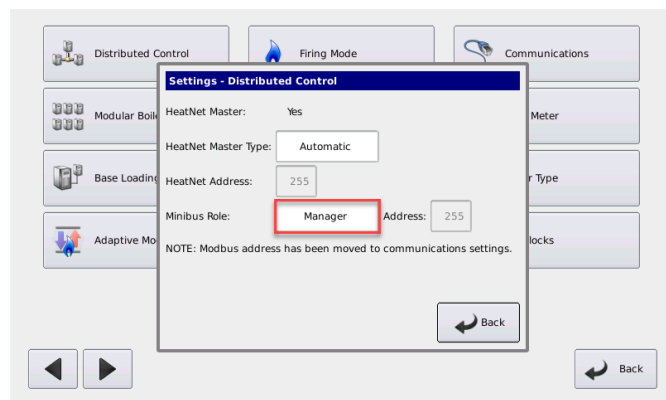 Distributed Control
Firing Mode
Communications
Settings - Distributed Control
HeatNet Master: Yes
Modular Boil
Meter
HeatNet Master Type: Automatic
Base Loading
HeatNet Address: 255
Type
Minibus Role: Manager Address: 255
Adaptive Mo
locks
NOTE: Modbus address has been moved to communications settings.
Back
Back